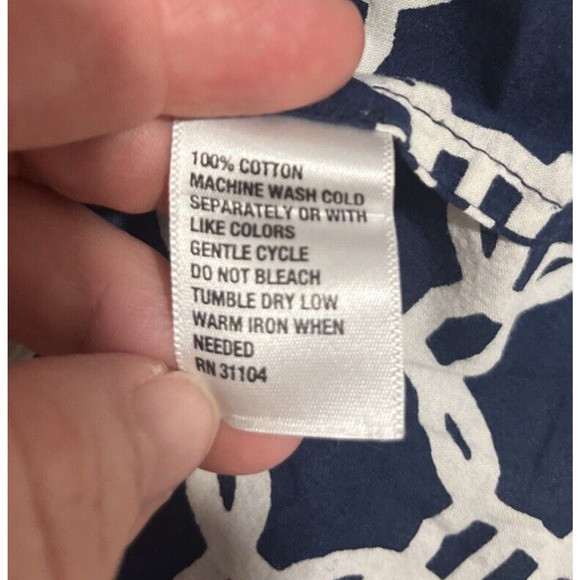 100% COTTON
MACHINE WASH COLD
SEPARATELY OR WITH
LIKE COLORS
GENTLE CYCLE
DO NOT BLEACH
TUMBLE DRY LOW
WARM IRON WHEN
NEEDED
RN 31104